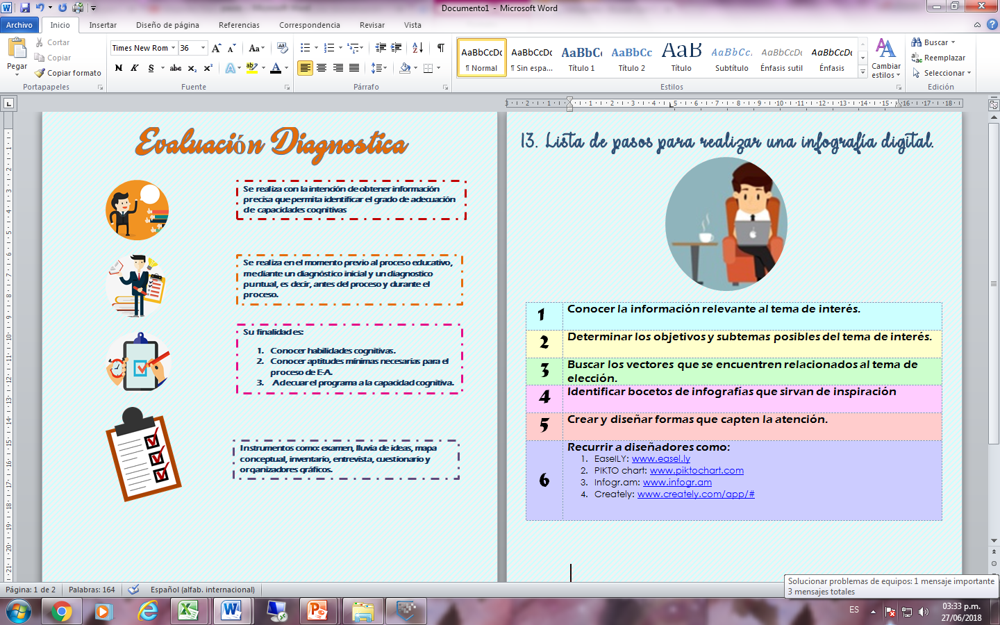 Documento1 - Microsoft Word
Archivo Inicio Insertar Diseño de página Referencias Correspondencia Revisar Vista
Pegar
Cortar
Copiar
Copiar formato
Portapapeles
Times New Rom 36
Fuente
Párrafo
AaBbCcDc AaBbCcDc AaBbCc AaBbCc AaB AaBbCc. AaBbCcDc AaBbCcDc
¶ Normal ¶ Sin espa... Título 1 Título 2 Título Subtítulo Énfasis sutil Énfasis
Estilos
Cambiar
estilos
Buscar
Reemplazar
Seleccionar
Edición
Evaluación Diagnostica
Se realiza con la intención de obtener información
precisa que permita identificar el grado de adecuación
de capacidades cognitivas
Se realiza en el momento previo al proceso educativo,
mediante un diagnóstico inicial y un diagnostico
puntual, es decir, antes del proceso y durante el
proceso.
Su finalidad es:
1. Conocer habilidades cognitivas.
2. Conocer aptitudes mínimas necesarias para el
proceso de E-A.
3. Adecuar el programa a la capacidad cognitiva.
Instrumentos como: examen, lluvia de ideas, mapa
conceptual, inventario, entrevista, cuestionario y
organizadores gráficos.
13. Lista de pasos para realizar una infografía digital.
1 Conocer la información relevante al tema de interés.
2 Determinar los objetivos y subtemas posibles del tema de interés.
3 Buscar los vectores que se encuentren relacionados al tema de
elección.
4 Identificar bocetos de infografías que sirvan de inspiración
5 Crear y diseñar formas que capten la atención.
6 Recurrir a diseñadores como:
1. EaselLY: www.easel.ly
2. PIKTO chart: www.piktochart.com
3. Infogr.am: www.infogr.am
4. Creately: www.creately.com/app/#
Solucionar problemas de equipos: 1 mensaje importante
3 mensajes totales
Página: 1 de 2 Palabras: 164 Español (alfab. internacional)
ES
03:33 p.m.
27/06/2018